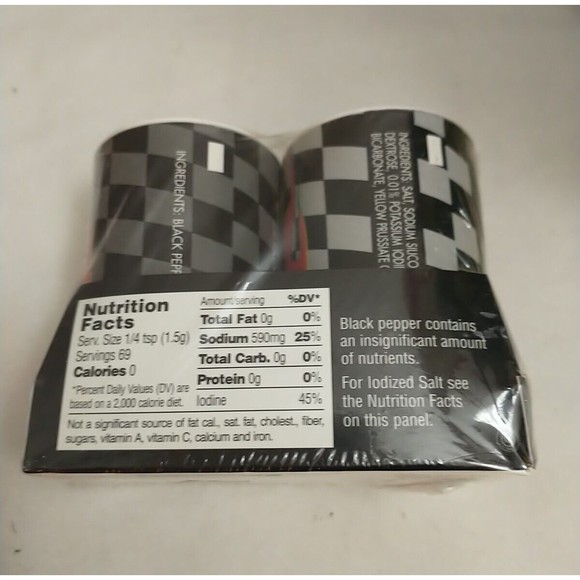 INGREDIENTS: BLACK PEPP
INGREDIENTS: SALT, SODIUM SILICO
DEXTROSE, 0.01% POTASSIUM IODI
BICARBONATE, YELLOW PRUSSIATE
Nutrition
Facts
Serv. Size 1/4 tsp (1.5g)
Servings 69
Calories 0
*Percent Daily Values (DV) are
based on a 2,000 calorie diet.
Amount/serving %DV*
Total Fat 0g 0%
Sodium 590mg 25%
Total Carb. 0g 0%
Protein 0g 0%
Iodine 45%
Not a significant source of fat cal., sat. fat, cholest., fiber,
sugars, vitamin A, vitamin C, calcium and iron.
Black pepper contains
an insignificant amount
of nutrients.
For Iodized Salt see
the Nutrition Facts
on this panel.